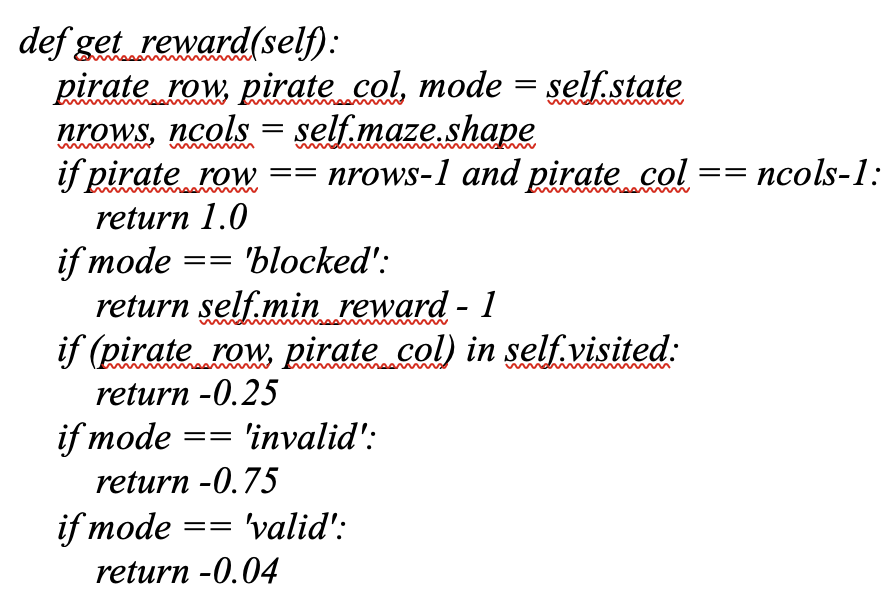 def get_reward(self):
    pirate_row, pirate_col, mode = self.state
    nrows, ncols = self.maze.shape
    if pirate_row == nrows-1 and pirate_col == ncols-1:
        return 1.0
    if mode == 'blocked':
        return self.min_reward - 1
    if (pirate_row, pirate_col) in self.visited:
        return -0.25
    if mode == 'invalid':
        return -0.75
    if mode == 'valid':
        return -0.04